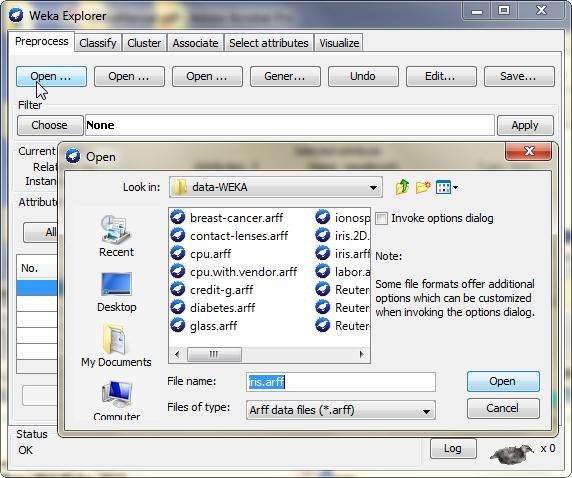 Weka Explorer
Preprocess Classify Cluster Associate Select attributes Visualize
Open ... Open ... Open ... Gener... Undo Edit... Save...
Filter
Choose None Apply
Current
Open
Look in: data-WEKA
Recent
Desktop
My Documents
Computer
breast-cancer.arff
contact-lenses.arff
cpu.arff
cpu.with.vendor.arff
credit-g.arff
diabetes.arff
glass.arff
ionosp
iris.2D.
iris.arff
labor.a
Reuter
Reuter
Reuter
Invoke options dialog
Note:
Some file formats offer additional
options which can be customized
when invoking the options dialog.
File name: iris.arff Open
Files of type: Arff data files (*.arff) Cancel
Rela
Instan
Attribute
All
No.
Status
OK
Log x 0